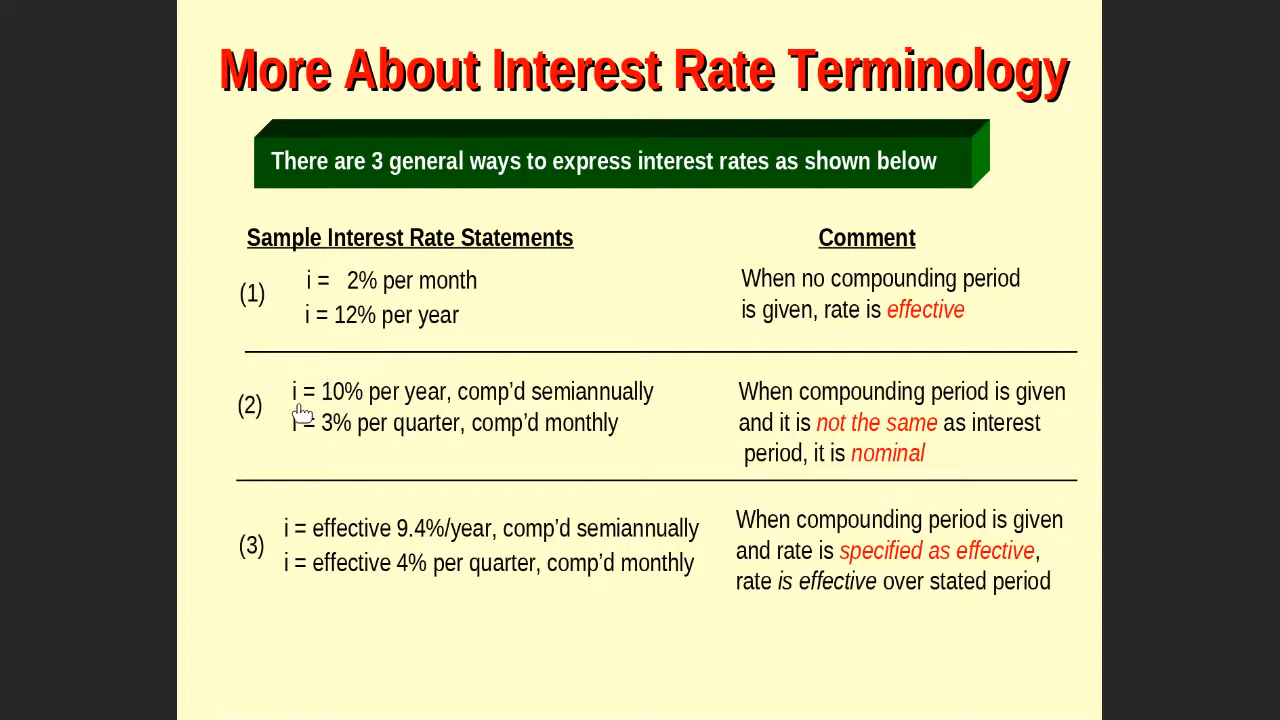 More About Interest Rate Terminology
There are 3 general ways to express interest rates as shown below
Sample Interest Rate Statements Comment
(1) i = 2% per month
i = 12% per year
When no compounding period
is given, rate is effective
(2) i = 10% per year, comp’d semiannually
i = 3% per quarter, comp’d monthly
When compounding period is given
and it is not the same as interest
period, it is nominal
(3) i = effective 9.4%/year, comp’d semiannually
i = effective 4% per quarter, comp’d monthly
When compounding period is given
and rate is specified as effective,
rate is effective over stated period